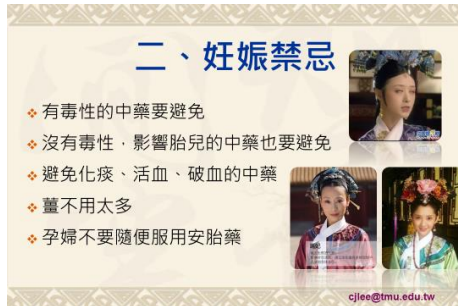 二、妊娠禁忌
有毒性的中藥要避免
沒有毒性，影響胎兒的中藥也要避免
避免化痰、活血、破血的中藥
薑不用太多
孕婦不要隨便服用安胎藥
cjlee@tmu.edu.tw